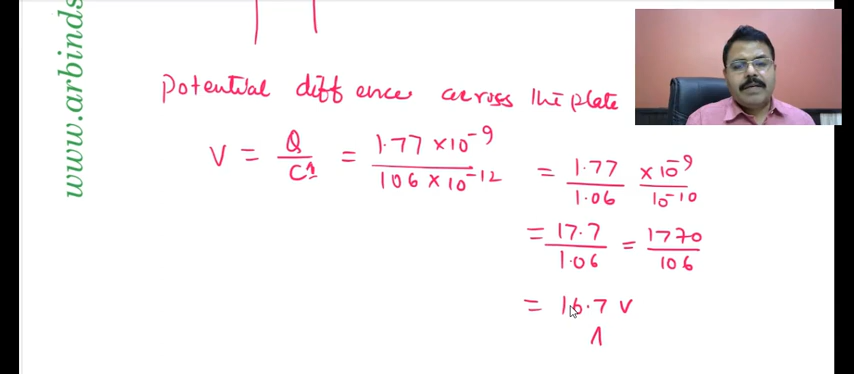 www.arbinds
potential difference across the plate
V = Q/C' = 1.77 × 10⁻⁹/106 × 10⁻¹² = 1.77/1.06 × 10⁻⁹/10⁻¹⁰
= 17.7/1.06 = 1770/106
= 16.7 V